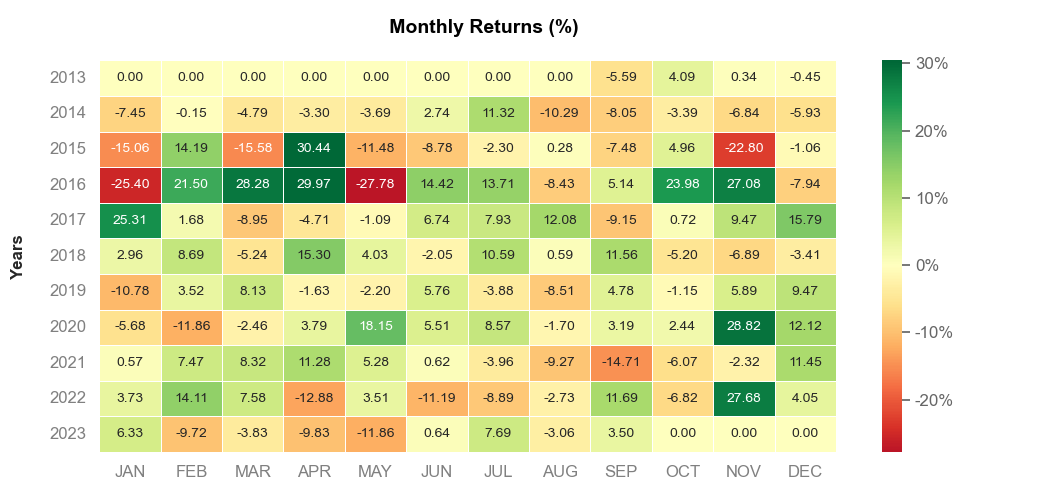 Monthly Returns (%)
Years
2013 0.00 0.00 0.00 0.00 0.00 0.00 0.00 0.00 -5.59 4.09 0.34 -0.45
2014 -7.45 -0.15 -4.79 -3.30 -3.69 2.74 11.32 -10.29 -8.05 -3.39 -6.84 -5.93
2015 -15.06 14.19 -15.58 30.44 -11.48 -8.78 -2.30 0.28 -7.48 4.96 -22.80 -1.06
2016 -25.40 21.50 28.28 29.97 -27.78 14.42 13.71 -8.43 5.14 23.98 27.08 -7.94
2017 25.31 1.68 -8.95 -4.71 -1.09 6.74 7.93 12.08 -9.15 0.72 9.47 15.79
2018 2.96 8.69 -5.24 15.30 4.03 -2.05 10.59 0.59 11.56 -5.20 -6.89 -3.41
2019 -10.78 3.52 8.13 -1.63 -2.20 5.76 -3.88 -8.51 4.78 -1.15 5.89 9.47
2020 -5.68 -11.86 -2.46 3.79 18.15 5.51 8.57 -1.70 3.19 2.44 28.82 12.12
2021 0.57 7.47 8.32 11.28 5.28 0.62 -3.96 -9.27 -14.71 -6.07 -2.32 11.45
2022 3.73 14.11 7.58 -12.88 3.51 -11.19 -8.89 -2.73 11.69 -6.82 27.68 4.05
2023 6.33 -9.72 -3.83 -9.83 -11.86 0.64 7.69 -3.06 3.50 0.00 0.00 0.00
JAN FEB MAR APR MAY JUN JUL AUG SEP OCT NOV DEC
30%
20%
10%
0%
-10%
-20%